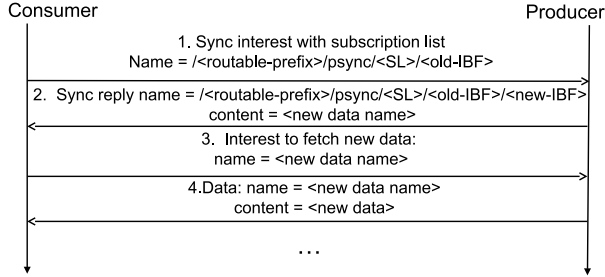 Consumer
Producer
1. Sync interest with subscription list
Name = /<routable-prefix>/psync/<SL>/<old-IBF>
2. Sync reply name = /<routable-prefix>/psync/<SL>/<old-IBF>/<new-IBF>
content = <new data name>
3. Interest to fetch new data:
name = <new data name>
4.Data: name = <new data name>
content = <new data>
...